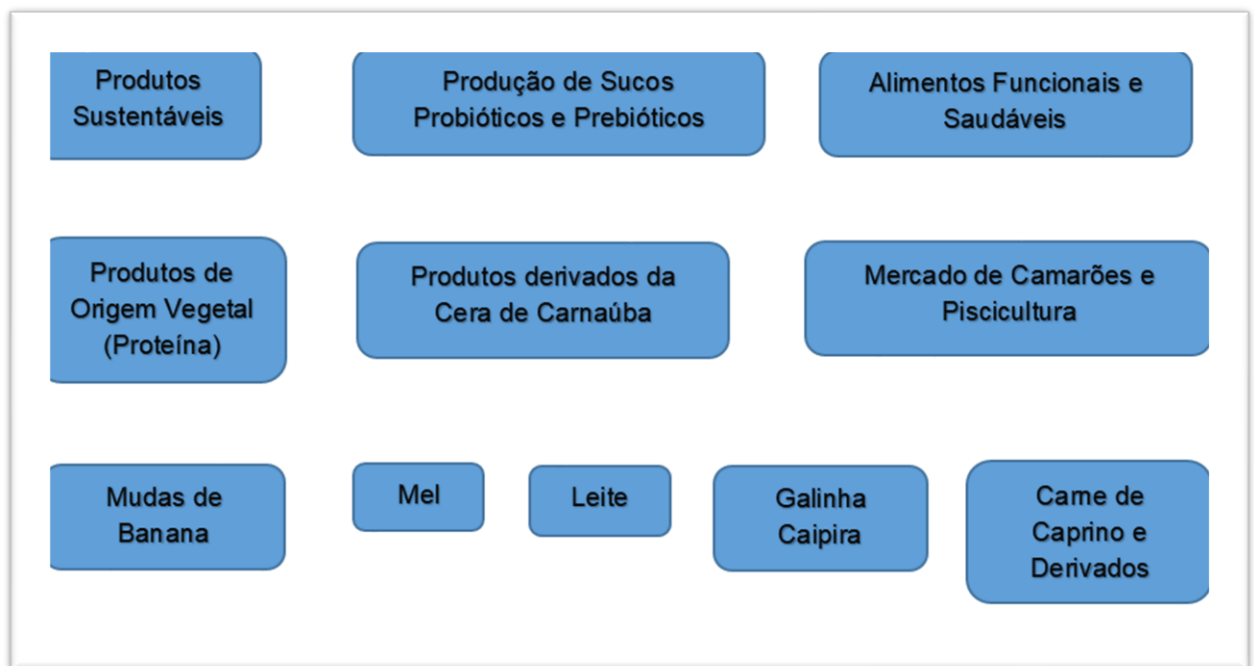 Produtos
Sustentáveis
Produção de Sucos
Probióticos e Prebióticos
Alimentos Funcionais e
Saudáveis
Produtos de
Origem Vegetal
(Proteína)
Produtos derivados da
Cera de Carnaúba
Mercado de Camarões e
Piscicultura
Mudas de
Banana
Mel
Leite
Galinha
Caipira
Carne de
Caprino e
Derivados